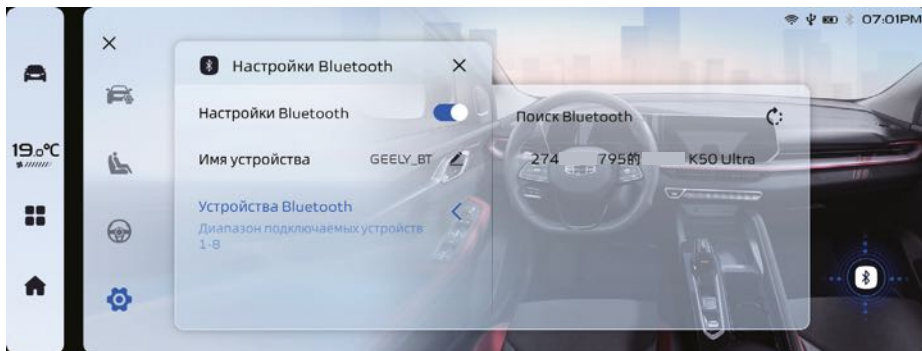 07:01PM
Настройки Bluetooth
Настройки Bluetooth
Имя устройства GEELY_BT
Устройства Bluetooth
Диапазон подключаемых устройств
1-8
Поиск Bluetooth
274 795的 K50 Ultra
19.0°C